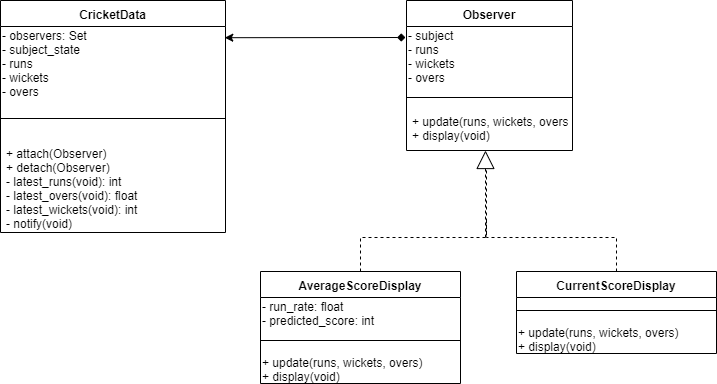 CricketData
- observers: Set
- subject_state
- runs
- wickets
- overs
+ attach(Observer)
+ detach(Observer)
- latest_runs(void): int
- latest_overs(void): float
- latest_wickets(void): int
- notify(void)
Observer
- subject
- runs
- wickets
- overs
+ update(runs, wickets, overs
+ display(void)
AverageScoreDisplay
- run_rate: float
- predicted_score: int
+ update(runs, wickets, overs)
+ display(void)
CurrentScoreDisplay
+ update(runs, wickets, overs)
+ display(void)